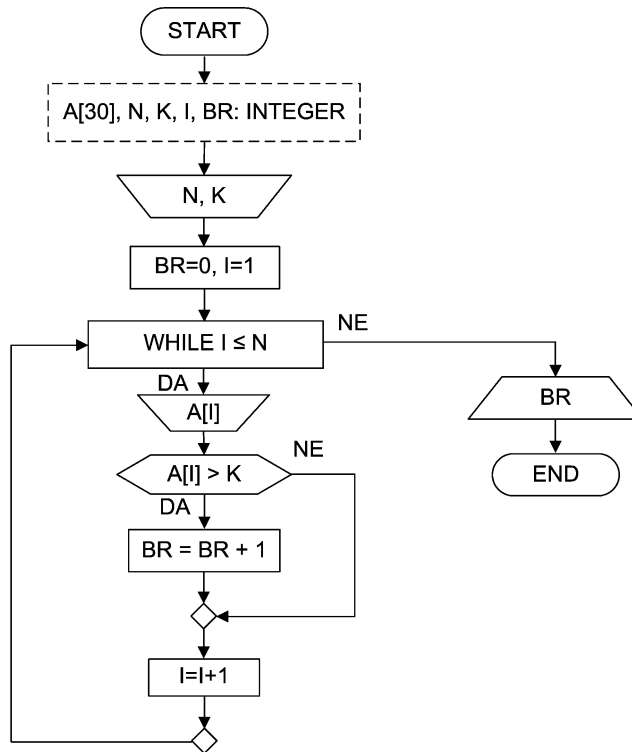 START
A[30], N, K, I, BR: INTEGER
N, K
BR=0, I=1
WHILE I ≤ N
NE
DA
A[I]
BR
A[I] > K
NE
DA
END
BR = BR + 1
I=I+1